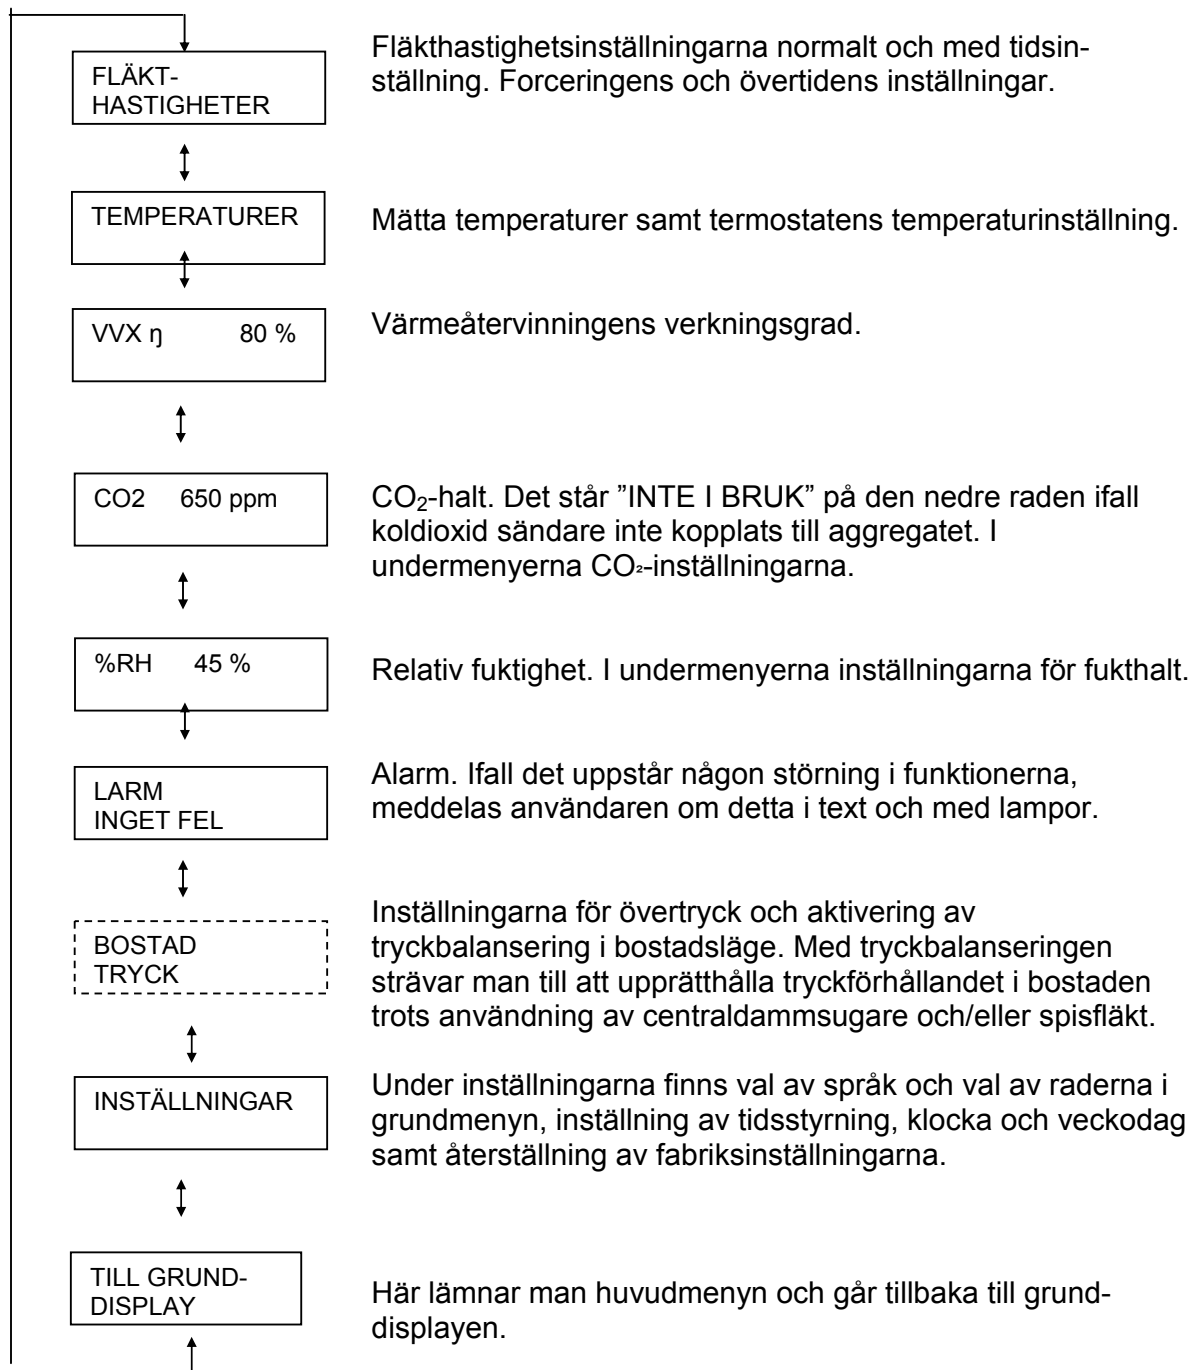 FLÄKT-
HASTIGHETER
Fläkthastighetsinställningarna normalt och med tidsin-
ställning. Forceringens och övertidens inställningar.
TEMPERATURER
Mätta temperaturer samt termostatens temperaturinställning.
VVX ŋ 80 %
Värmeåtervinningens verkningsgrad.
CO2 650 ppm
CO₂-halt. Det står ”INTE I BRUK” på den nedre raden ifall
koldioxid sändare inte kopplats till aggregatet. I
undermenyerna CO₂-inställningarna.
%RH 45 %
Relativ fuktighet. I undermenyerna inställningarna för fukthalt.
LARM
INGET FEL
Alarm. Ifall det uppstår någon störning i funktionerna,
meddelas användaren om detta i text och med lampor.
BOSTAD
TRYCK
Inställningarna för övertryck och aktivering av
tryckbalansering i bostadsläge. Med tryckbalanseringen
strävar man till att upprätthålla tryckförhållandet i bostaden
trots användning av centraldammsugare och/eller spisfläkt.
INSTÄLLNINGAR
Under inställningarna finns val av språk och val av raderna i
grundmenyn, inställning av tidsstyrning, klocka och veckodag
samt återställning av fabriksinställningarna.
TILL GRUND-
DISPLAY
Här lämnar man huvudmenyn och går tillbaka till grund-
displayen.